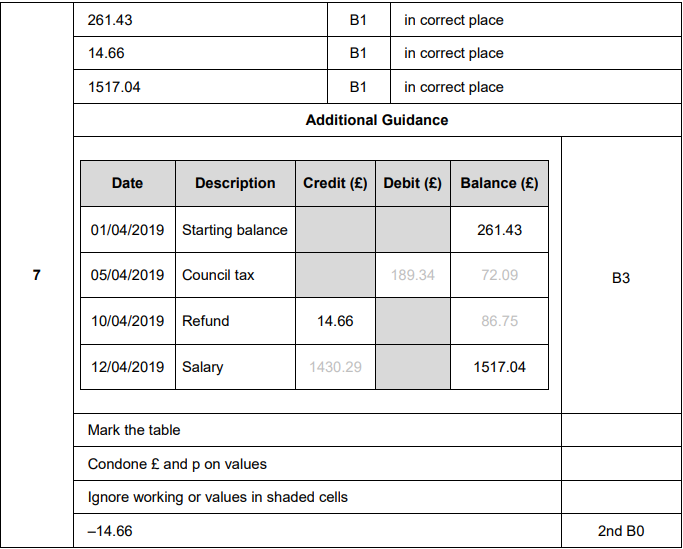 261.43 B1 in correct place
14.66 B1 in correct place
1517.04 B1 in correct place
Additional Guidance
Date Description Credit (£) Debit (£) Balance (£)
01/04/2019 Starting balance 261.43
7 05/04/2019 Council tax 189.34 72.09 B3
10/04/2019 Refund 14.66 86.75
12/04/2019 Salary 1430.29 1517.04
Mark the table
Condone £ and p on values
Ignore working or values in shaded cells
–14.66 2nd B0